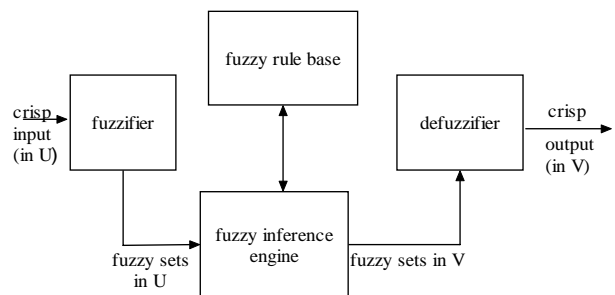 fuzzy rule base
crisp
input
(in U)
fuzzifier
defuzzifier
crisp
output
(in V)
fuzzy inference
engine
fuzzy sets
in U
fuzzy sets in V